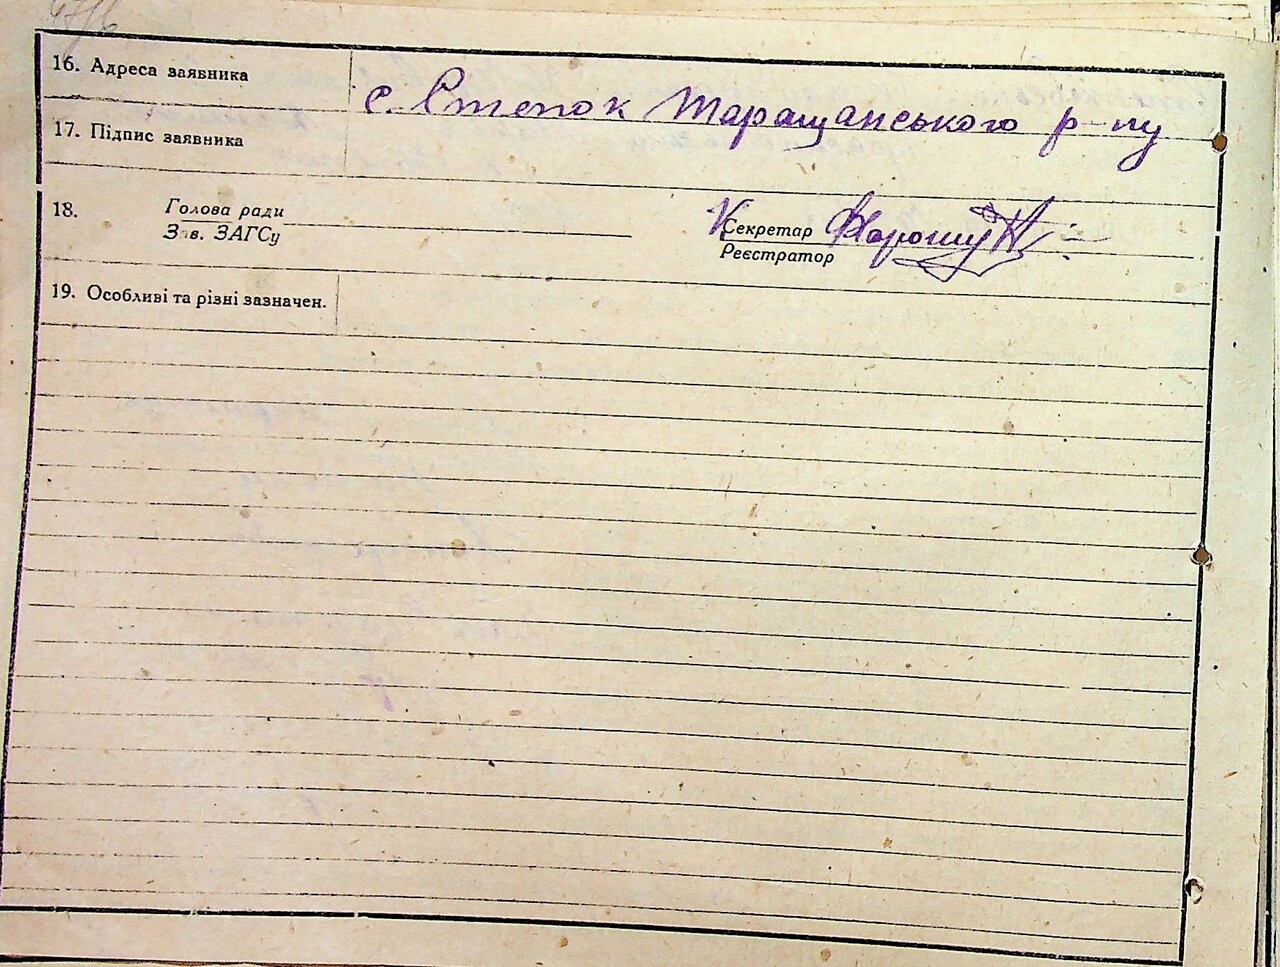 16. Адреса заявника
с. Степок Таращанського р-ну
17. Підпис заявника
18. Голова ради
Зав. ЗАГСу
Секретар
Реєстратор
19. Особливі та різні зазначен.